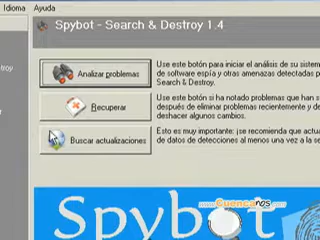 Idioma Ayuda
Spybot - Search & Destroy 1.4
Analizar problemas
Use este botón para iniciar el análisis de su sistem
de software espía y otras amenazas detectadas p
Search & Destroy.
stroy
Recuperar
Use este botón si ha notado problemas que han s
después de eliminar problemas recientemente y de
deshacer algunos cambios.
Buscar actualizaciones
Esto es muy importante: ¡se recomienda que actua
de datos de detecciones al menos una vez a la se
www.Cuencanos.com
Spybot